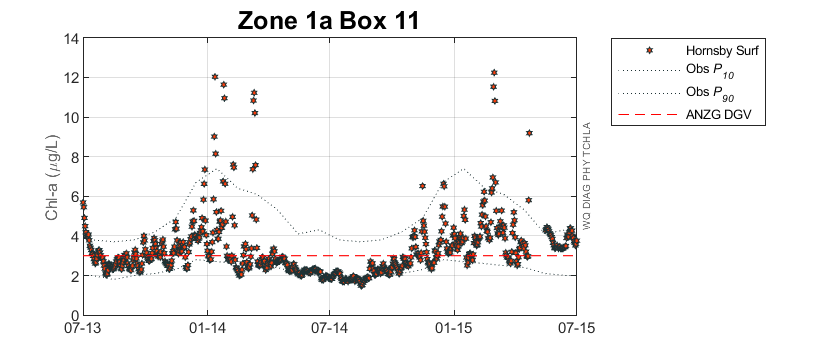 Zone 1a Box 11
14
12
10
8
6
4
2
0
Chl-a (µg/L)
07-13
01-14
07-14
01-15
07-15
WQ DIAG PHY TCHLA
Hornsby Surf
Obs P10
Obs P90
ANZG DGV